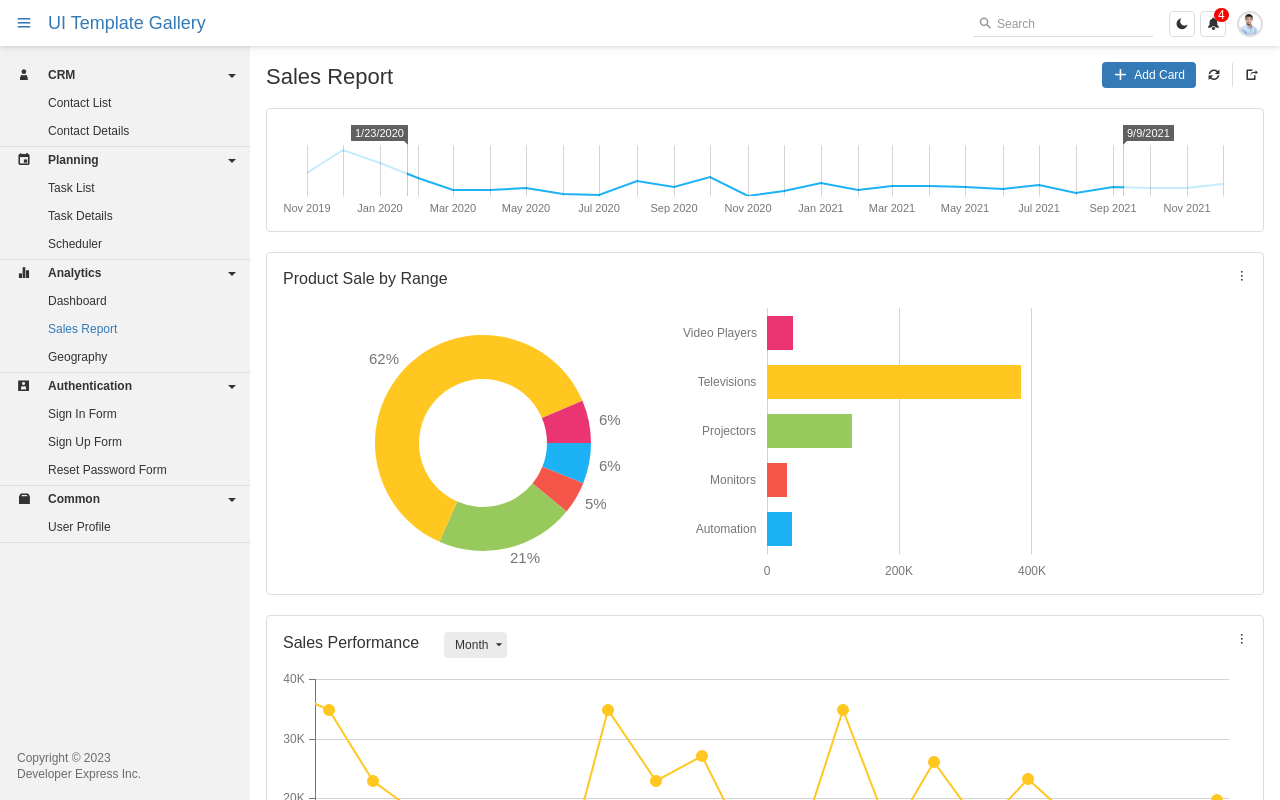 UI Template Gallery
Search
4
CRM
Contact List
Contact Details
Planning
Task List
Task Details
Scheduler
Analytics
Dashboard
Sales Report
Geography
Authentication
Sign In Form
Sign Up Form
Reset Password Form
Common
User Profile
Copyright © 2023
Developer Express Inc.
Sales Report
Add Card
1/23/2020 9/9/2021
Nov 2019 Jan 2020 Mar 2020 May 2020 Jul 2020 Sep 2020 Nov 2020 Jan 2021 Mar 2021 May 2021 Jul 2021 Sep 2021 Nov 2021
Product Sale by Range
62%
6%
6%
5%
21%
Video Players
Televisions
Projectors
Monitors
Automation
0 200K 400K
Sales Performance
Month
40K
30K
20K